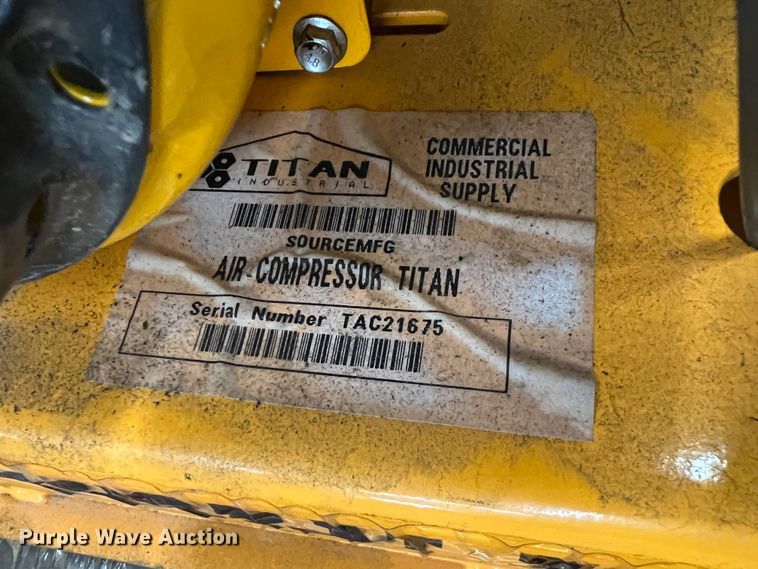 TITAN
INDUSTRIAL
COMMERCIAL
INDUSTRIAL
SUPPLY
SOURCEMFG
AIR COMPRESSOR TITAN
Serial Number TAC21675
Purple Wave Auction